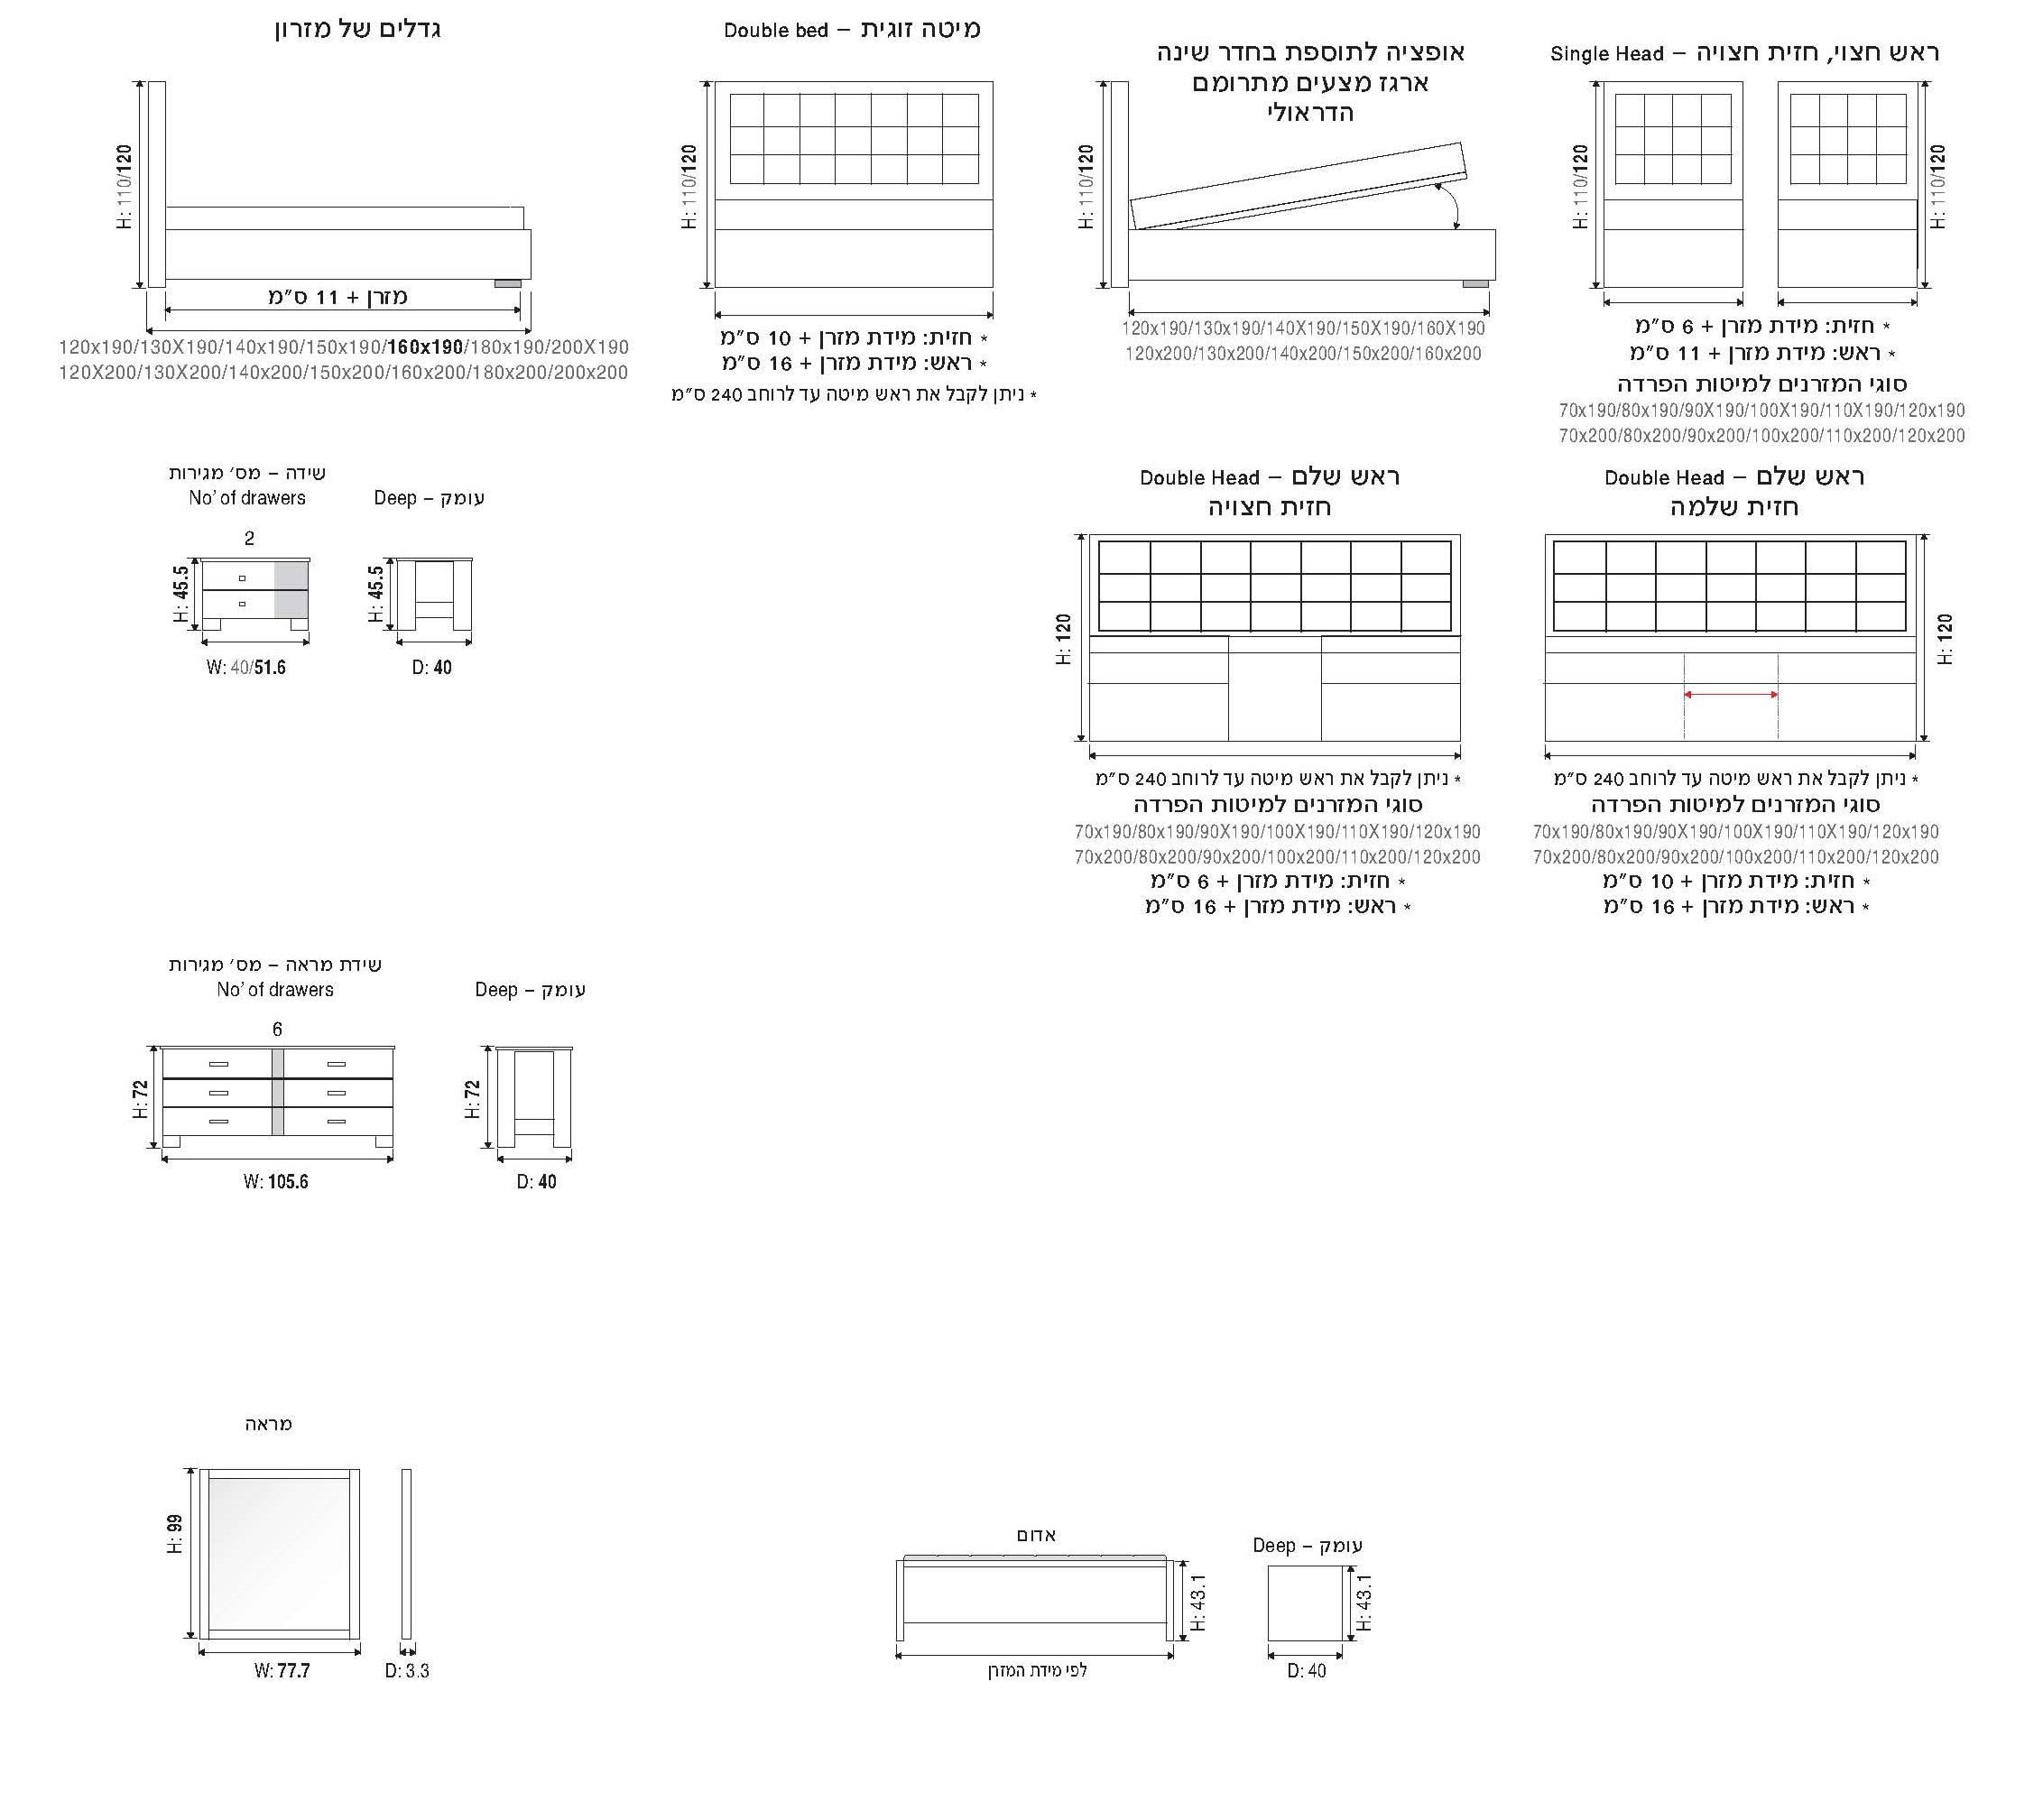 גדלים של מזרון
H: 110/120
מזרן + 11 ס"מ
120x190/130X190/140x190/150x190/160x190/180x190/200X190
120X200/130X200/140x200/150x200/160x200/180x200/200x200
מיטה זוגית – Double bed
H: 110/120
* חזית: מידת מזרן + 10 ס"מ
* ראש: מידת מזרן + 16 ס"מ
* ניתן לקבל את ראש מיטה עד לרוחב 240 ס"מ
אופציה לתוספת בחדר שינה
ארגז מצעים מתרומם
הדראולי
H: 110/120
120x190/130x190/140X190/150X190/160X190
120x200/130x200/140x200/150x200/160x200
ראש חצוי, חזית חצויה – Single Head
H: 110/120
H: 110/120
* חזית: מידת מזרן + 6 ס"מ
* ראש: מידת מזרן + 11 ס"מ
סוגי המזרנים למיטות הפרדה
70x190/80x190/90X190/100X190/110X190/120x190
70x200/80x200/90x200/100x200/110x200/120x200
שידה – מס' מגירות
No' of drawers
2
H: 45.5
W: 40/51.6
עומק – Deep
H: 45.5
D: 40
ראש שלם – Double Head
חזית חצויה
H: 120
* ניתן לקבל את ראש מיטה עד לרוחב 240 ס"מ
סוגי המזרנים למיטות הפרדה
70x190/80x190/90X190/100X190/110X190/120x190
70x200/80x200/90x200/100x200/110x200/120x200
* חזית: מידת מזרן + 6 ס"מ
* ראש: מידת מזרן + 16 ס"מ
ראש שלם – Double Head
חזית שלמה
H: 120
* ניתן לקבל את ראש מיטה עד לרוחב 240 ס"מ
סוגי המזרנים למיטות הפרדה
70x190/80x190/90X190/100X190/110X190/120x190
70x200/80x200/90x200/100x200/110x200/120x200
* חזית: מידת מזרן + 10 ס"מ
* ראש: מידת מזרן + 16 ס"מ
שידת מראה – מס' מגירות
No' of drawers
6
H: 72
W: 105.6
עומק – Deep
H: 72
D: 40
מראה
H: 99
W: 77.7
D: 3.3
אדום
H: 43.1
לפי מידת המזרן
עומק – Deep
H: 43.1
D: 40